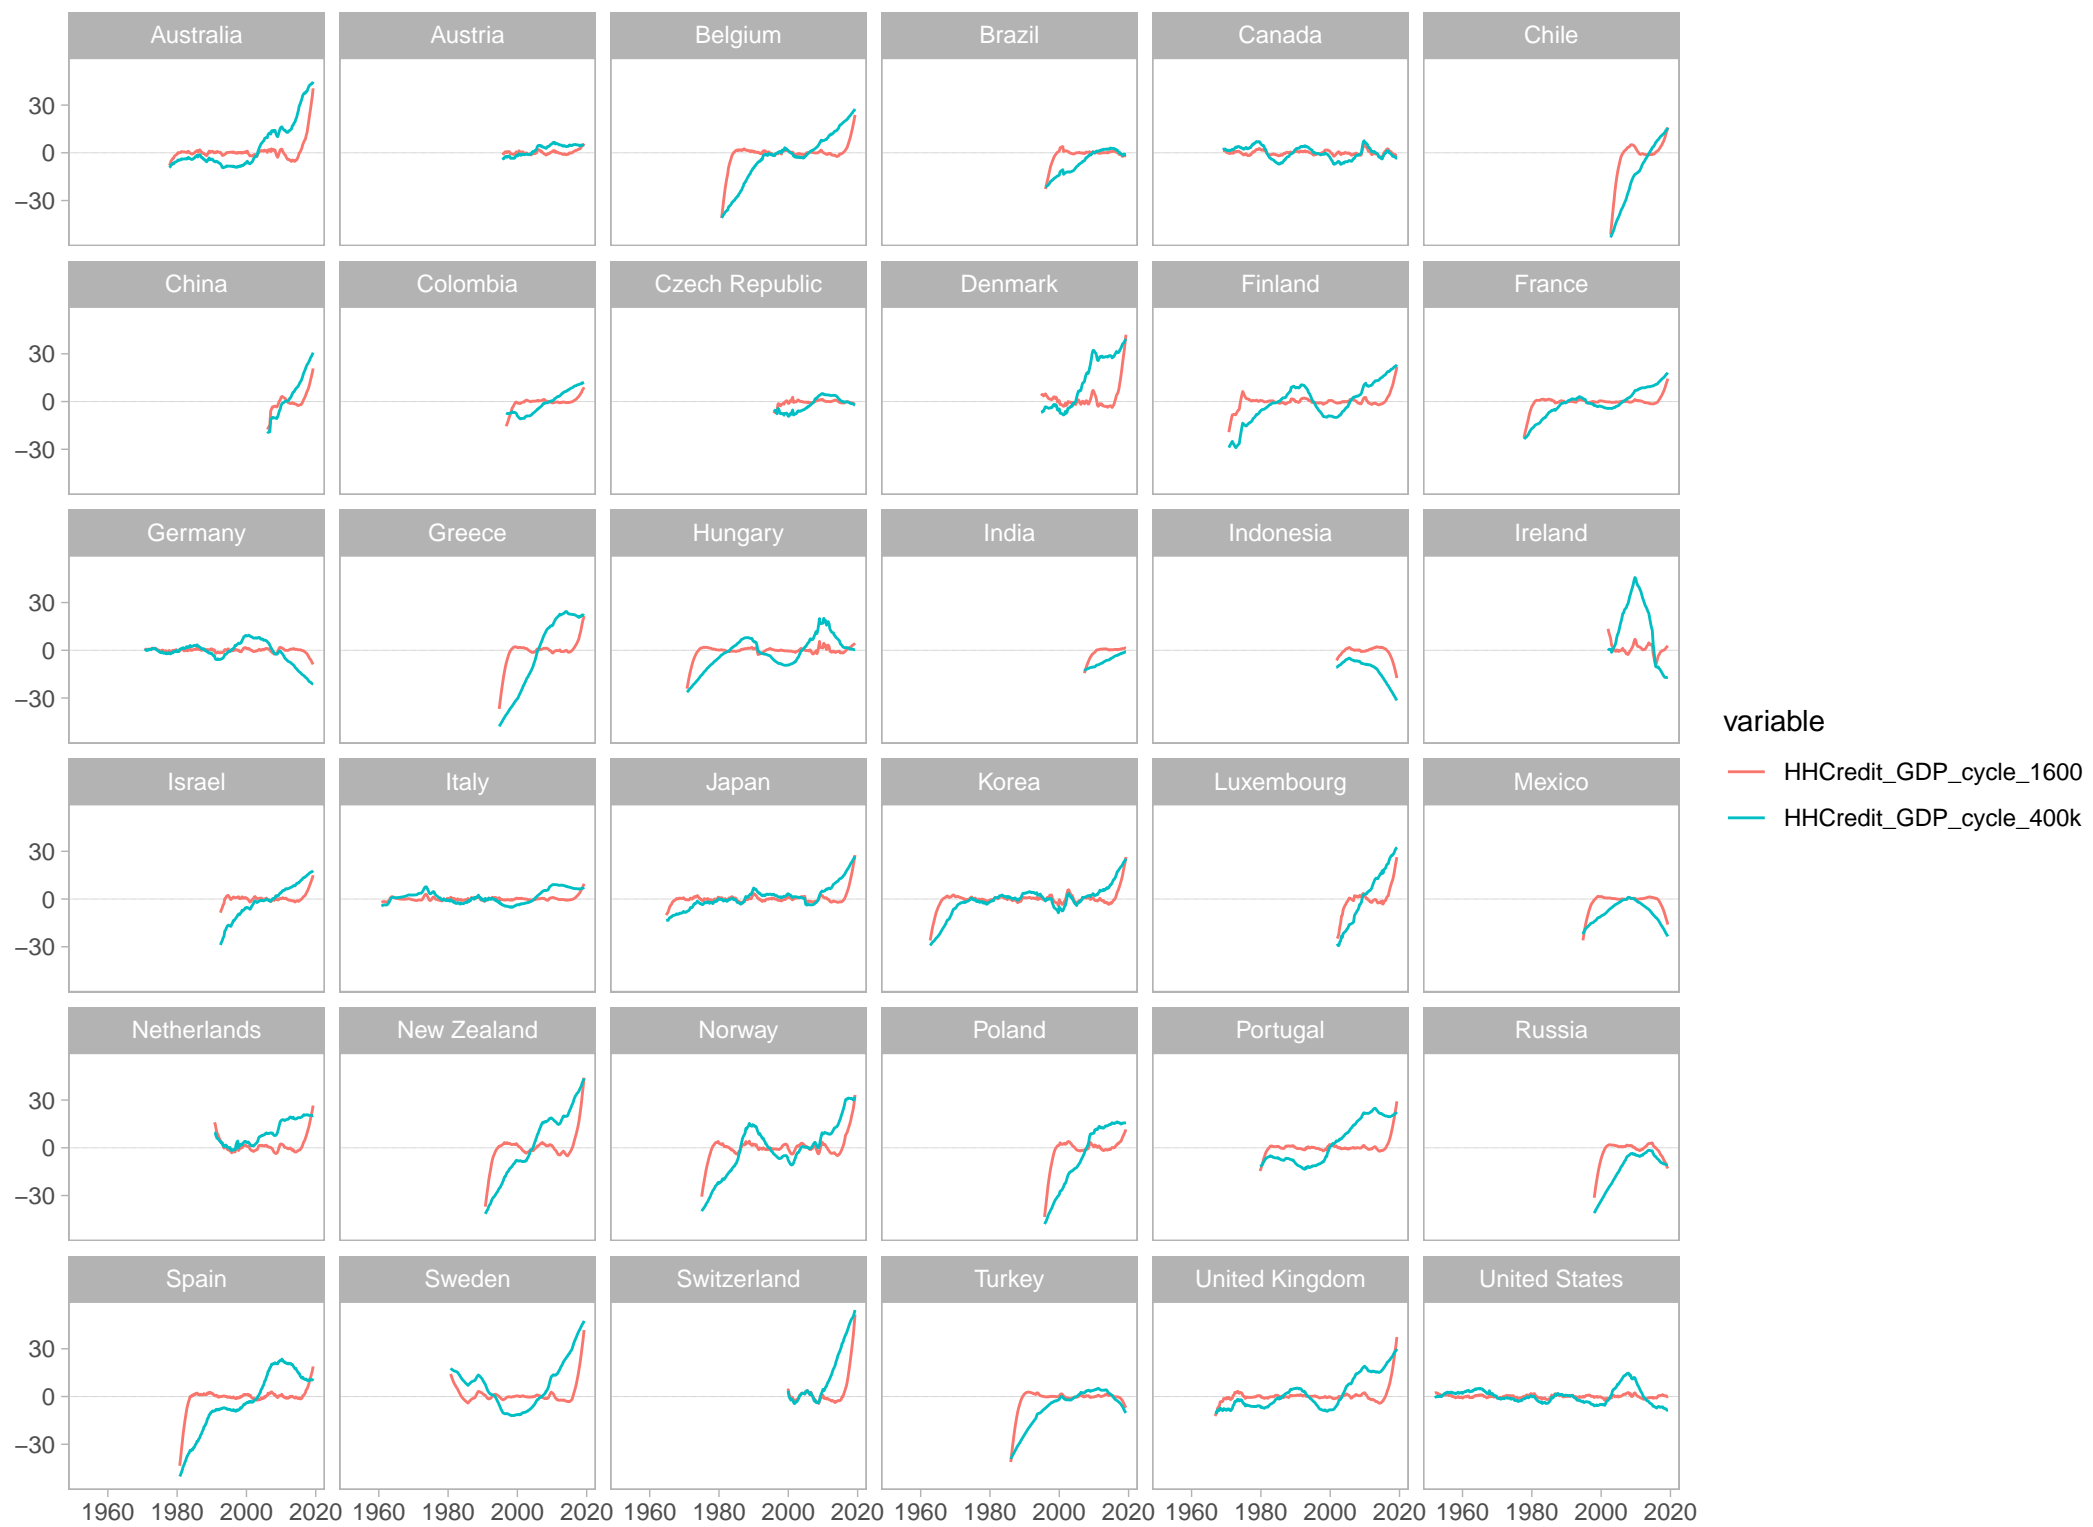 Australia Austria Belgium Brazil Canada Chile
30
0
−30
China Colombia Czech Republic Denmark Finland France
30
0
−30
Germany Greece Hungary India Indonesia Ireland
30
0
−30
Israel Italy Japan Korea Luxembourg Mexico
30
0
−30
Netherlands New Zealand Norway Poland Portugal Russia
30
0
−30
Spain Sweden Switzerland Turkey United Kingdom United States
30
0
−30
1960 1980 2000 2020 1960 1980 2000 2020 1960 1980 2000 2020 1960 1980 2000 2020 1960 1980 2000 2020 1960 1980 2000 2020
variable
HHCredit_GDP_cycle_1600
HHCredit_GDP_cycle_400k